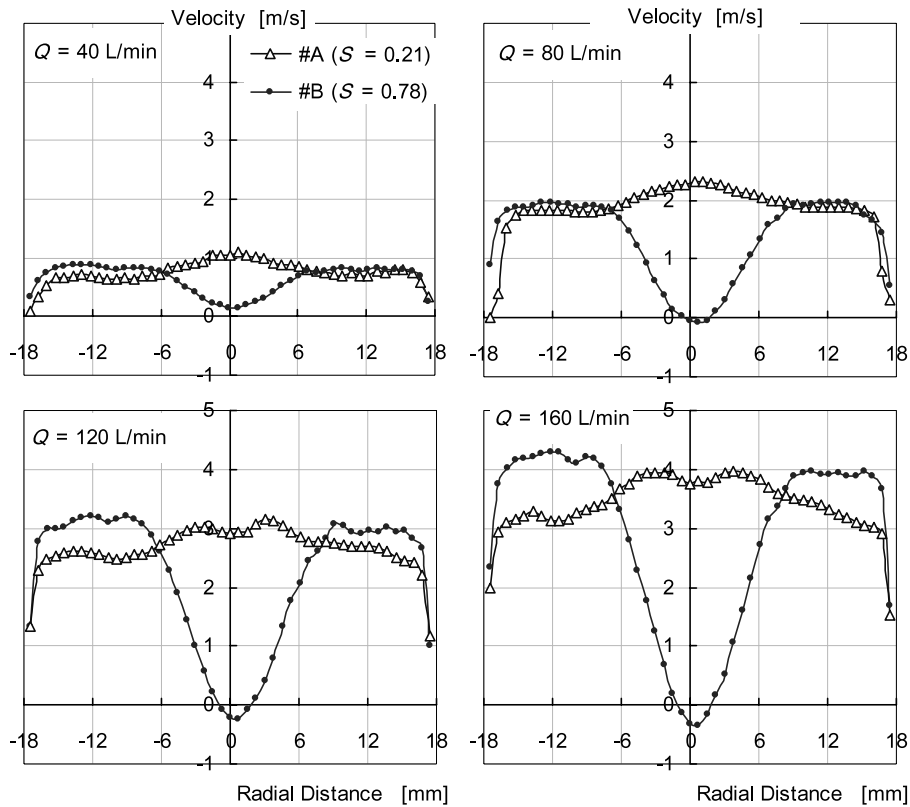 Velocity [m/s]
Q = 40 L/min
#A (S = 0.21)
#B (S = 0.78)
4
3
2
1
0
-1
-18 -12 -6 0 6 12 18
Velocity [m/s]
Q = 80 L/min
4
3
2
1
0
-1
-18 -12 -6 0 6 12 18
Q = 120 L/min
5
4
3
2
1
0
-1
-18 -12 -6 0 6 12 18
Radial Distance [mm]
Q = 160 L/min
5
4
3
2
1
0
-1
-18 -12 -6 0 6 12 18
Radial Distance [mm]